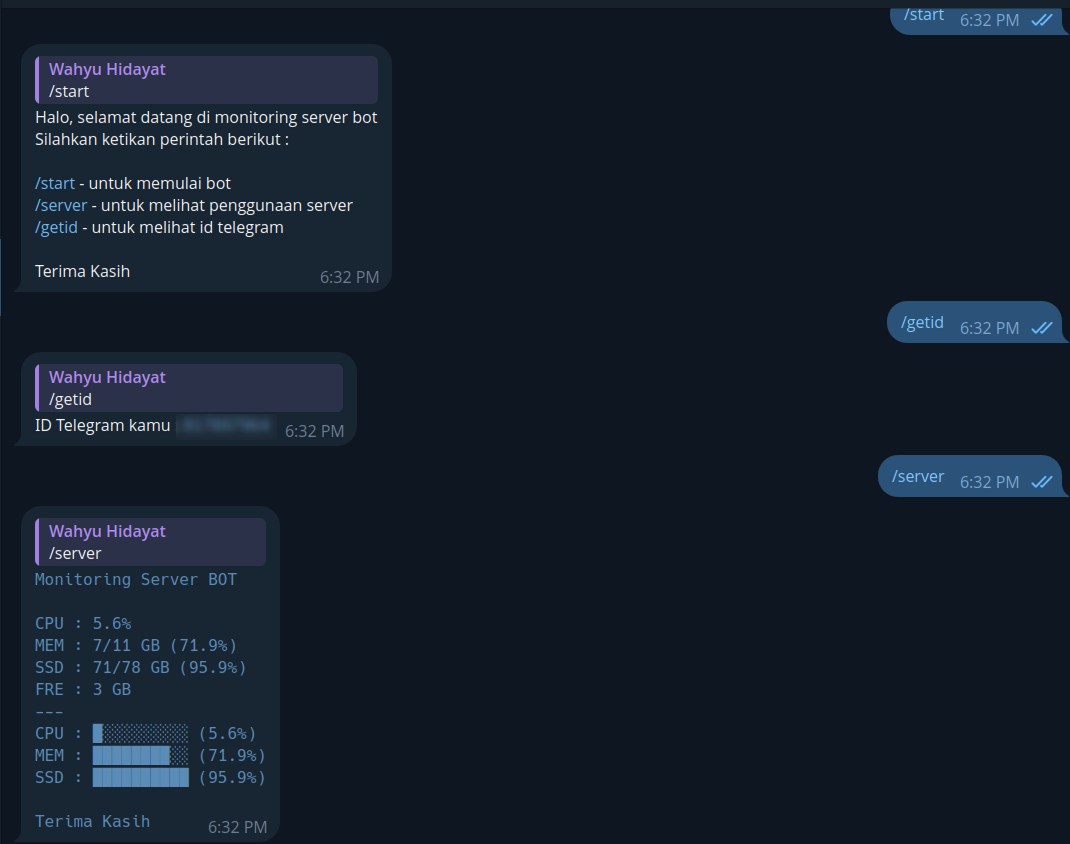 /start 6:32 PM
Wahyu Hidayat
/start
Halo, selamat datang di monitoring server bot
Silahkan ketikan perintah berikut :
/start - untuk memulai bot
/server - untuk melihat penggunaan server
/getid - untuk melihat id telegram
Terima Kasih 6:32 PM
/getid 6:32 PM
Wahyu Hidayat
/getid
ID Telegram kamu 6:32 PM
/server 6:32 PM
Wahyu Hidayat
/server
Monitoring Server BOT
CPU : 5.6%
MEM : 7/11 GB (71.9%)
SSD : 71/78 GB (95.9%)
FRE : 3 GB
---
CPU : █░░░░░░░░░ (5.6%)
MEM : ████████░░ (71.9%)
SSD : ██████████ (95.9%)
Terima Kasih 6:32 PM